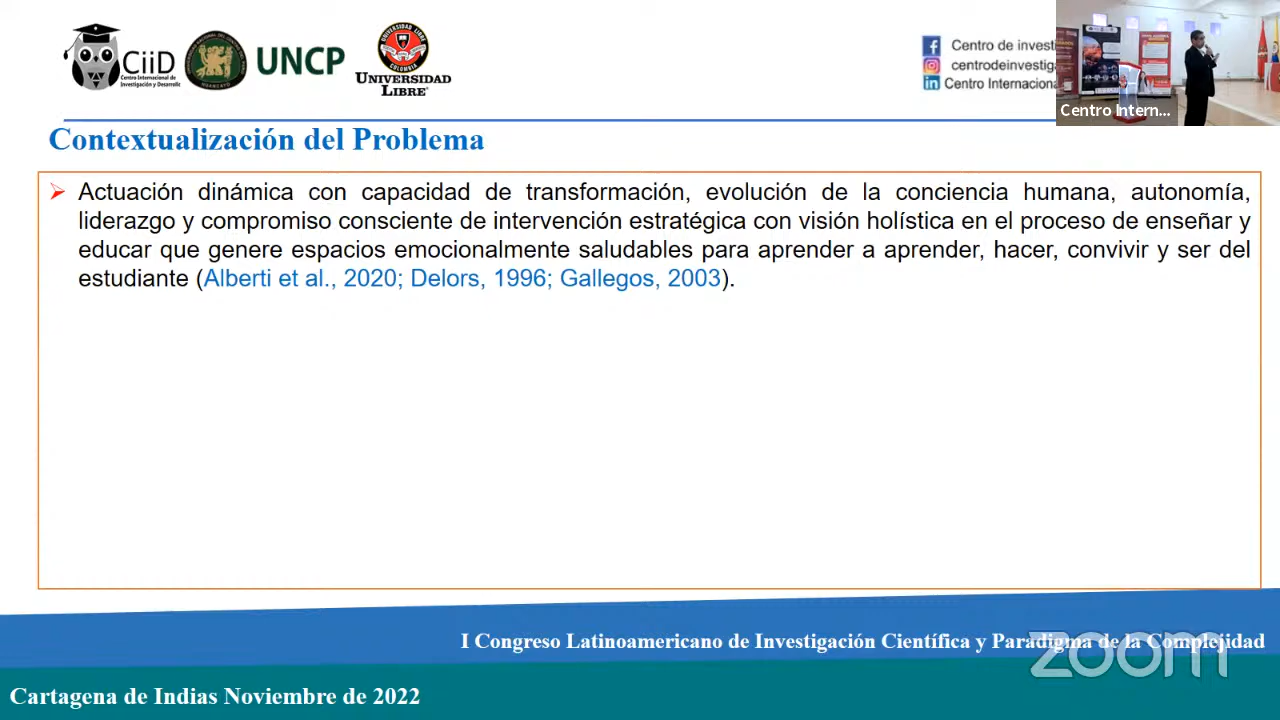 CiiD
Centro Internacional de
Investigación y Desarrollo
UNCP
UNIVERSIDAD LIBRE
COLOMBIA
UNIVERSIDAD
LIBRE
Centro de invest
centrodeinvestiga
Centro Internaciona
Centro Intern...
Contextualización del Problema
Actuación dinámica con capacidad de transformación, evolución de la conciencia humana, autonomía,
liderazgo y compromiso consciente de intervención estratégica con visión holística en el proceso de enseñar y
educar que genere espacios emocionalmente saludables para aprender a aprender, hacer, convivir y ser del
estudiante (Alberti et al., 2020; Delors, 1996; Gallegos, 2003).
I Congreso Latinoamericano de Investigación Científica y Paradigma de la Complejidad
zoom
Cartagena de Indias Noviembre de 2022